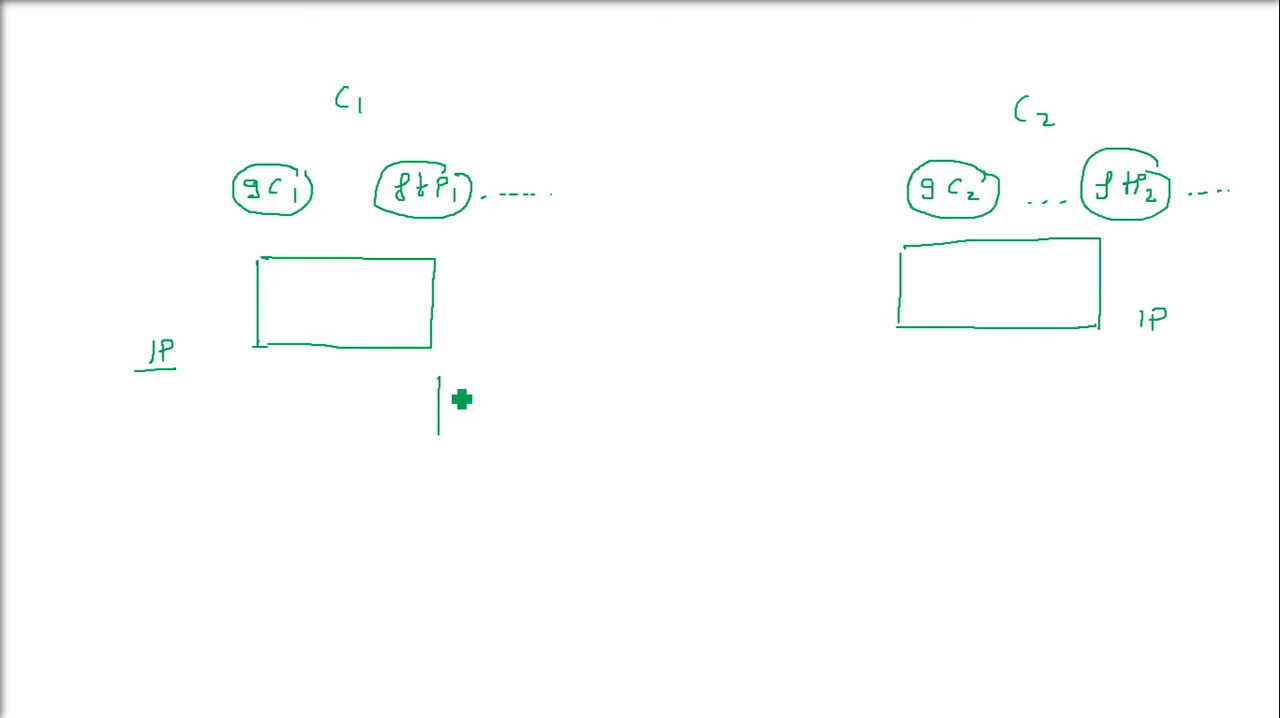 C1 C2
gc1 ftp1 . ----- gc2 ... ftp2 ----
IP IP